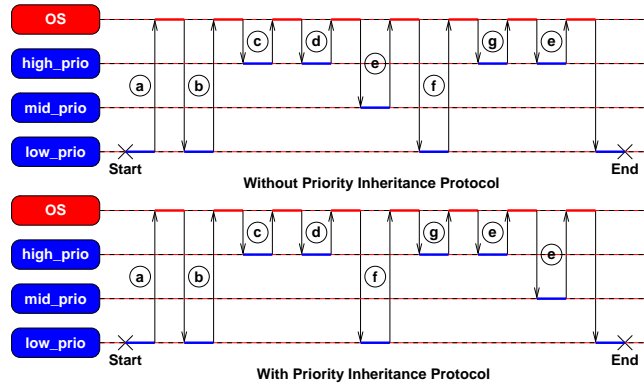 OS
c d g e
high_prio
e
a b f
mid_prio
low_prio
Start End
Without Priority Inheritance Protocol
OS
c d g e
high_prio
e
a b f
mid_prio
low_prio
Start End
With Priority Inheritance Protocol